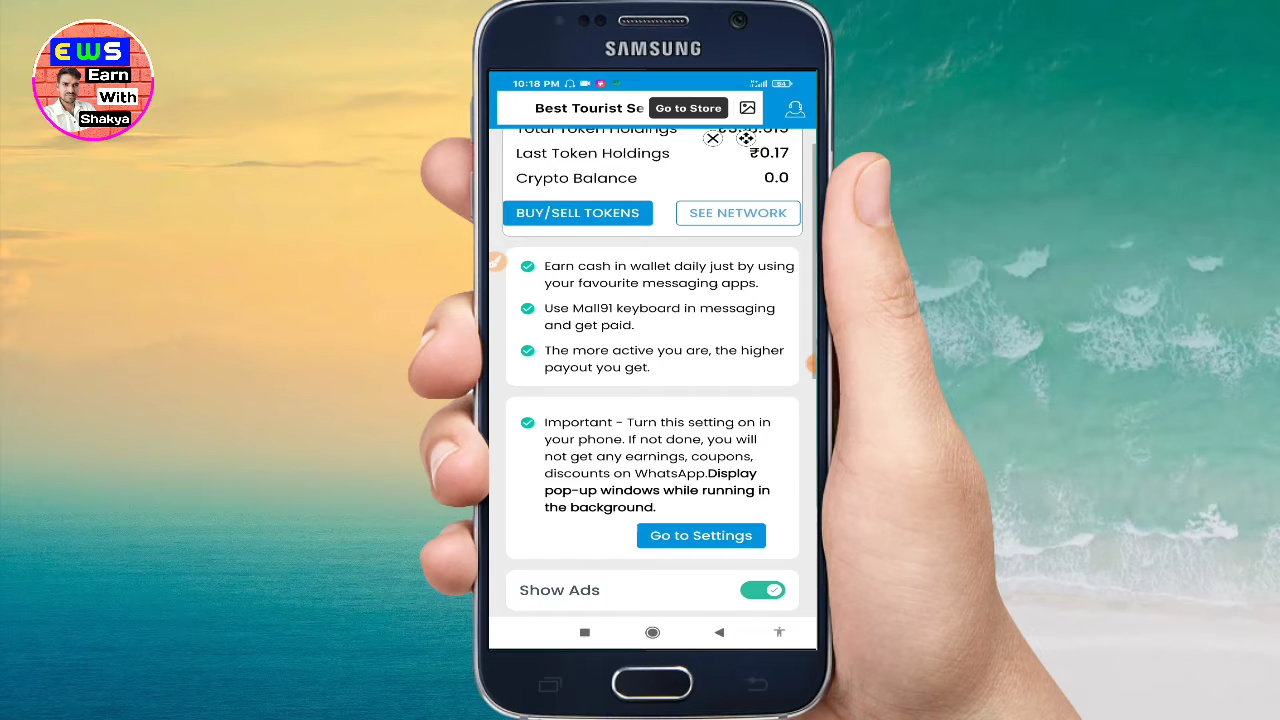 EWS
Earn
With
Shakya
SAMSUNG
10:18 PM
54
Best Tourist Se
Go to Store
Total Token Holdings
Last Token Holdings ₹0.17
Crypto Balance 0.0
BUY/SELL TOKENS SEE NETWORK
Earn cash in wallet daily just by using
your favourite messaging apps.
Use Mall91 keyboard in messaging
and get paid.
The more active you are, the higher
payout you get.
Important - Turn this setting on in
your phone. If not done, you will
not get any earnings, coupons,
discounts on WhatsApp.Display
pop-up windows while running in
the background.
Go to Settings
Show Ads